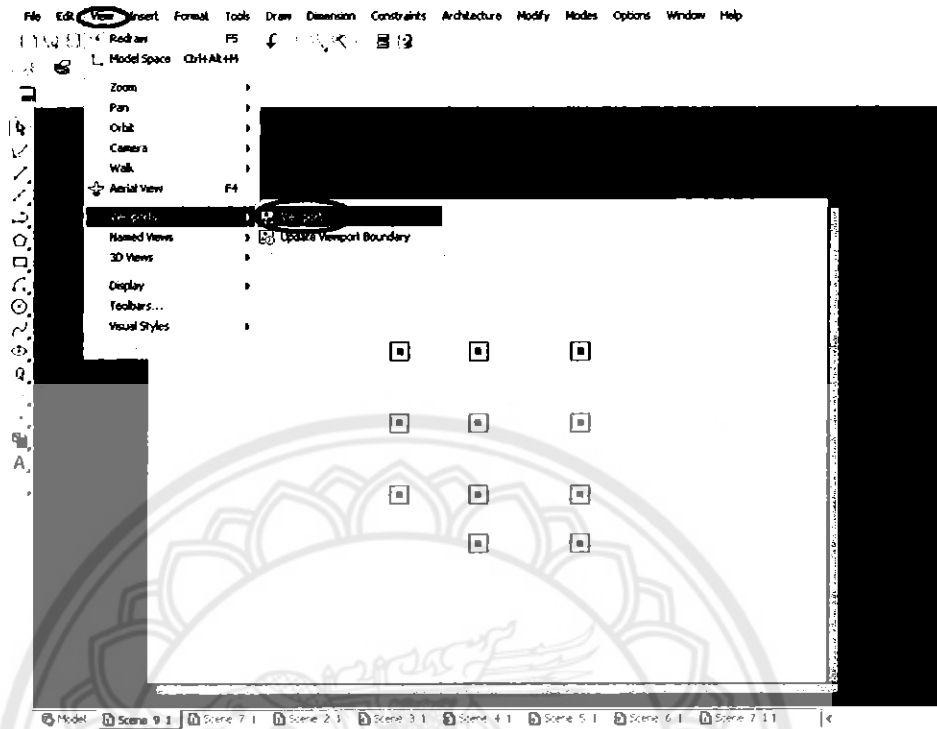 File Edit View Insert Format Tools Draw Dimension Constraints Architecture Modify Modes Options Window Help
Redraw F5
Model Space Ctrl+Alt+M
Zoom
Pan
Orbit
Camera
Walk
Aerial View F4
Viewports Viewport
Named Views Update Viewport Boundary
3D Views
Display
Toolbars...
Visual Styles
A
Model Scene 9 1 Scene 7 1 Scene 2 1 Scene 3 1 Scene 4 1 Scene 5 1 Scene 6 1 Scene 7 1 1